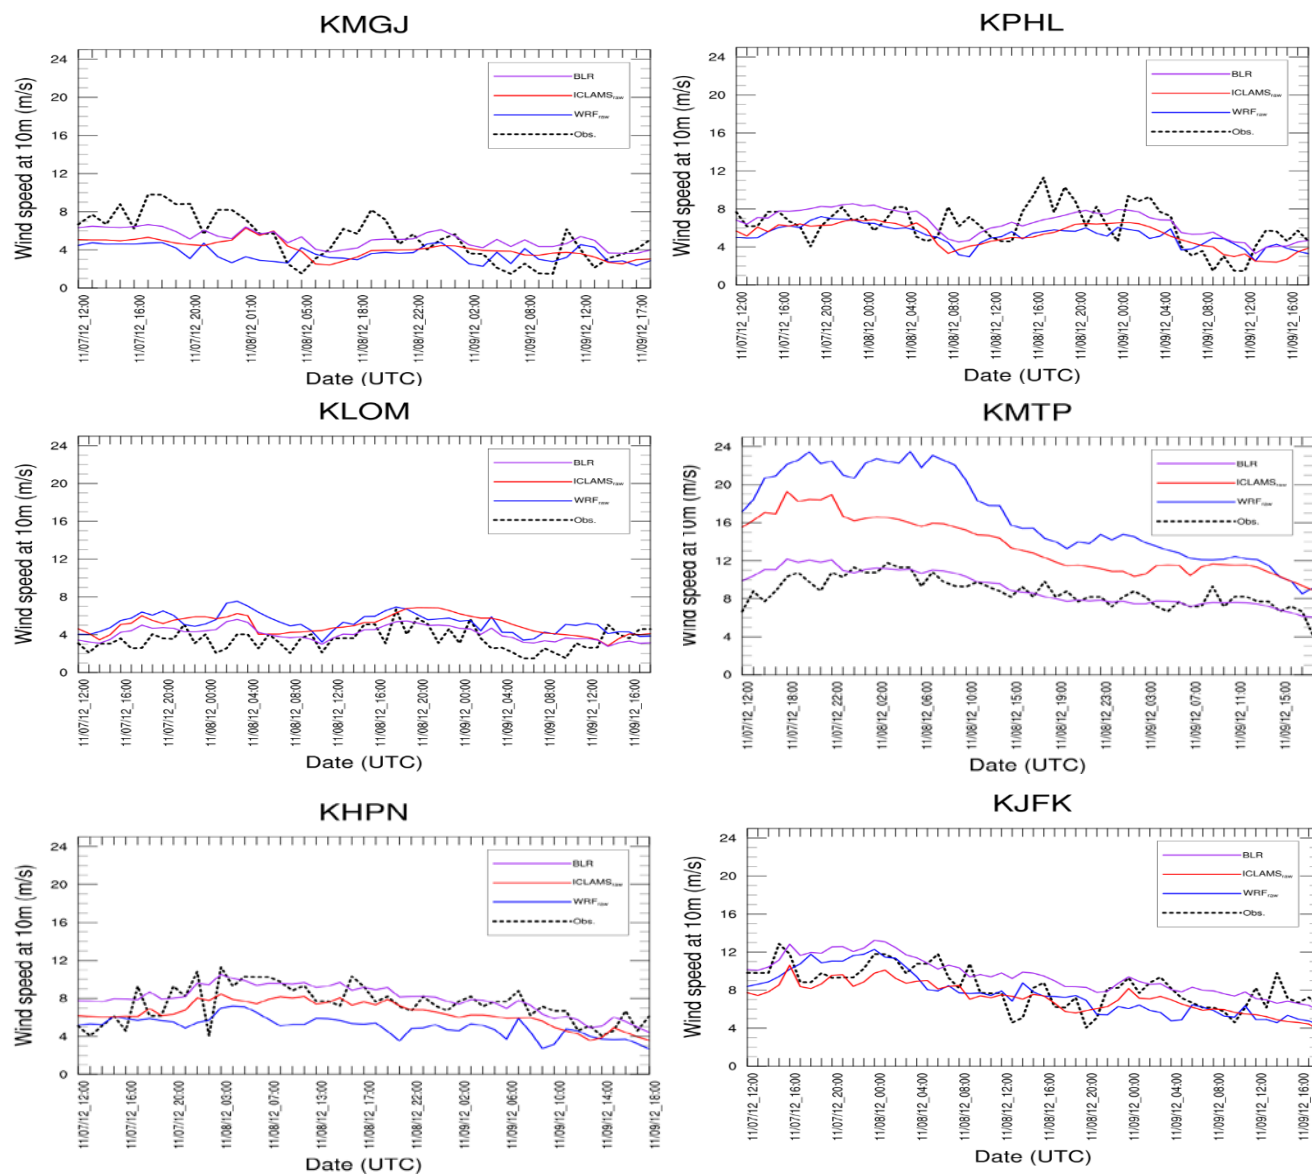 KMGJ
Wind speed at 10m (m/s)
24
20
16
12
8
4
0
BLR
ICLAMSraw
WRFraw
Obs.
11/07/12_12:00
11/07/12_16:00
11/07/12_20:00
11/08/12_01:00
11/08/12_05:00
11/08/12_18:00
11/08/12_22:00
11/09/12_02:00
11/09/12_08:00
11/09/12_12:00
11/09/12_17:00
Date (UTC)
KPHL
Wind speed at 10m (m/s)
24
20
16
12
8
4
0
BLR
ICLAMSraw
WRFraw
Obs.
11/07/12_12:00
11/07/12_16:00
11/07/12_20:00
11/08/12_00:00
11/08/12_04:00
11/08/12_08:00
11/08/12_12:00
11/08/12_16:00
11/08/12_20:00
11/09/12_00:00
11/09/12_04:00
11/09/12_08:00
11/09/12_12:00
11/09/12_16:00
Date (UTC)
KLOM
Wind speed at 10m (m/s)
24
20
16
12
8
4
0
BLR
ICLAMSraw
WRFraw
Obs.
11/07/12_12:00
11/07/12_16:00
11/07/12_20:00
11/08/12_00:00
11/08/12_04:00
11/08/12_08:00
11/08/12_12:00
11/08/12_16:00
11/08/12_20:00
11/09/12_00:00
11/09/12_04:00
11/09/12_08:00
11/09/12_12:00
11/09/12_16:00
Date (UTC)
KMTP
Wind speed at 10m (m/s)
24
20
16
12
8
4
0
BLR
ICLAMSraw
WRFraw
Obs.
11/07/12_12:00
11/07/12_18:00
11/07/12_22:00
11/08/12_02:00
11/08/12_06:00
11/08/12_10:00
11/08/12_15:00
11/08/12_19:00
11/08/12_23:00
11/09/12_03:00
11/09/12_07:00
11/09/12_11:00
11/09/12_15:00
Date (UTC)
KHPN
Wind speed at 10m (m/s)
24
20
16
12
8
4
0
BLR
ICLAMSraw
WRFraw
Obs.
11/07/12_12:00
11/07/12_16:00
11/07/12_20:00
11/08/12_03:00
11/08/12_07:00
11/08/12_13:00
11/08/12_17:00
11/08/12_22:00
11/09/12_02:00
11/09/12_06:00
11/09/12_10:00
11/09/12_14:00
11/09/12_18:00
Date (UTC)
KJFK
Wind speed at 10m (m/s)
24
20
16
12
8
4
0
BLR
ICLAMSraw
WRFraw
Obs.
11/07/12_12:00
11/07/12_16:00
11/07/12_20:00
11/08/12_00:00
11/08/12_04:00
11/08/12_08:00
11/08/12_12:00
11/08/12_16:00
11/08/12_20:00
11/09/12_00:00
11/09/12_04:00
11/09/12_08:00
11/09/12_12:00
11/09/12_16:00
Date (UTC)